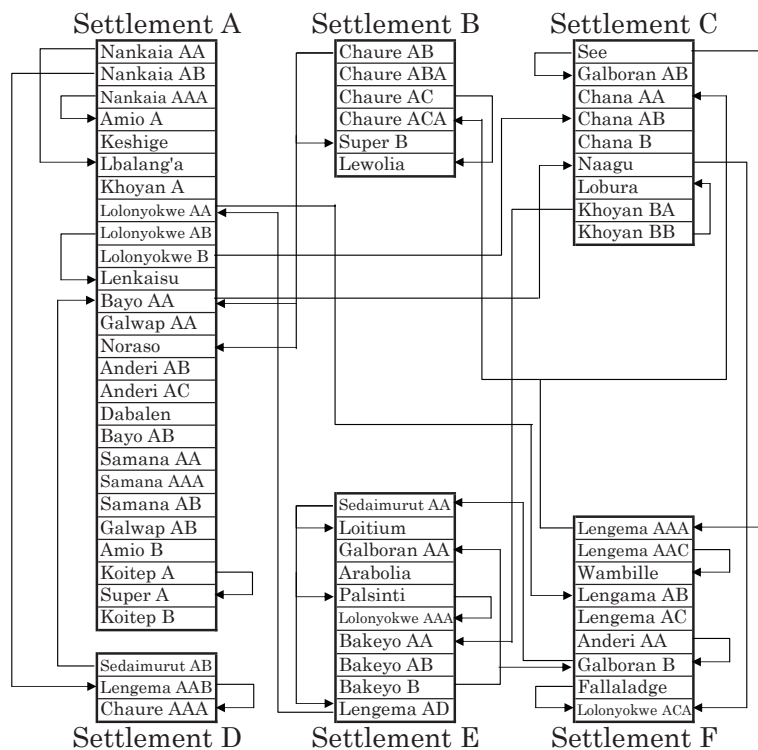 Settlement A
Nankaia AA
Nankaia AB
Nankaia AAA
Amio A
Keshige
Lbalang'a
Khoyan A
Lolonyokwe AA
Lolonyokwe AB
Lolonyokwe B
Lenkaisu
Bayo AA
Galwap AA
Noraso
Anderi AB
Anderi AC
Dabalen
Bayo AB
Samana AA
Samana AAA
Samana AB
Galwap AB
Amio B
Koitep A
Super A
Koitep B
Settlement B
Chaure AB
Chaure ABA
Chaure AC
Chaure ACA
Super B
Lewolia
Settlement C
See
Galboran AB
Chana AA
Chana AB
Chana B
Naagu
Lobura
Khoyan BA
Khoyan BB
Sedaimurut AB
Lengema AAB
Chaure AAA
Settlement D
Sedaimurut AA
Loitium
Galboran AA
Arabolia
Palsinti
Lolonyokwe AAA
Bakeyo AA
Bakeyo AB
Bakeyo B
Lengema AD
Settlement E
Lengema AAA
Lengema AAC
Wambille
Lengama AB
Lengema AC
Anderi AA
Galboran B
Fallaladge
Lolonyokwe ACA
Settlement F